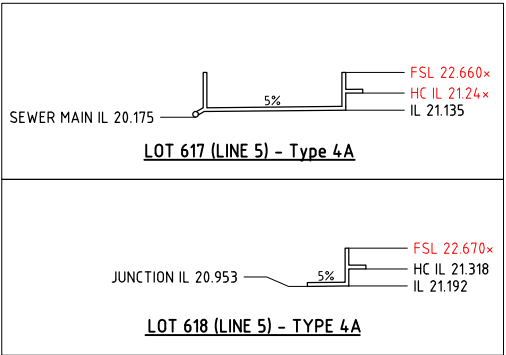 FSL 22.660×
5%
HC IL 21.24×
SEWER MAIN IL 20.175
IL 21.135
LOT 617 (LINE 5) - Type 4A
FSL 22.670×
JUNCTION IL 20.953
5%
HC IL 21.318
IL 21.192
LOT 618 (LINE 5) - TYPE 4A